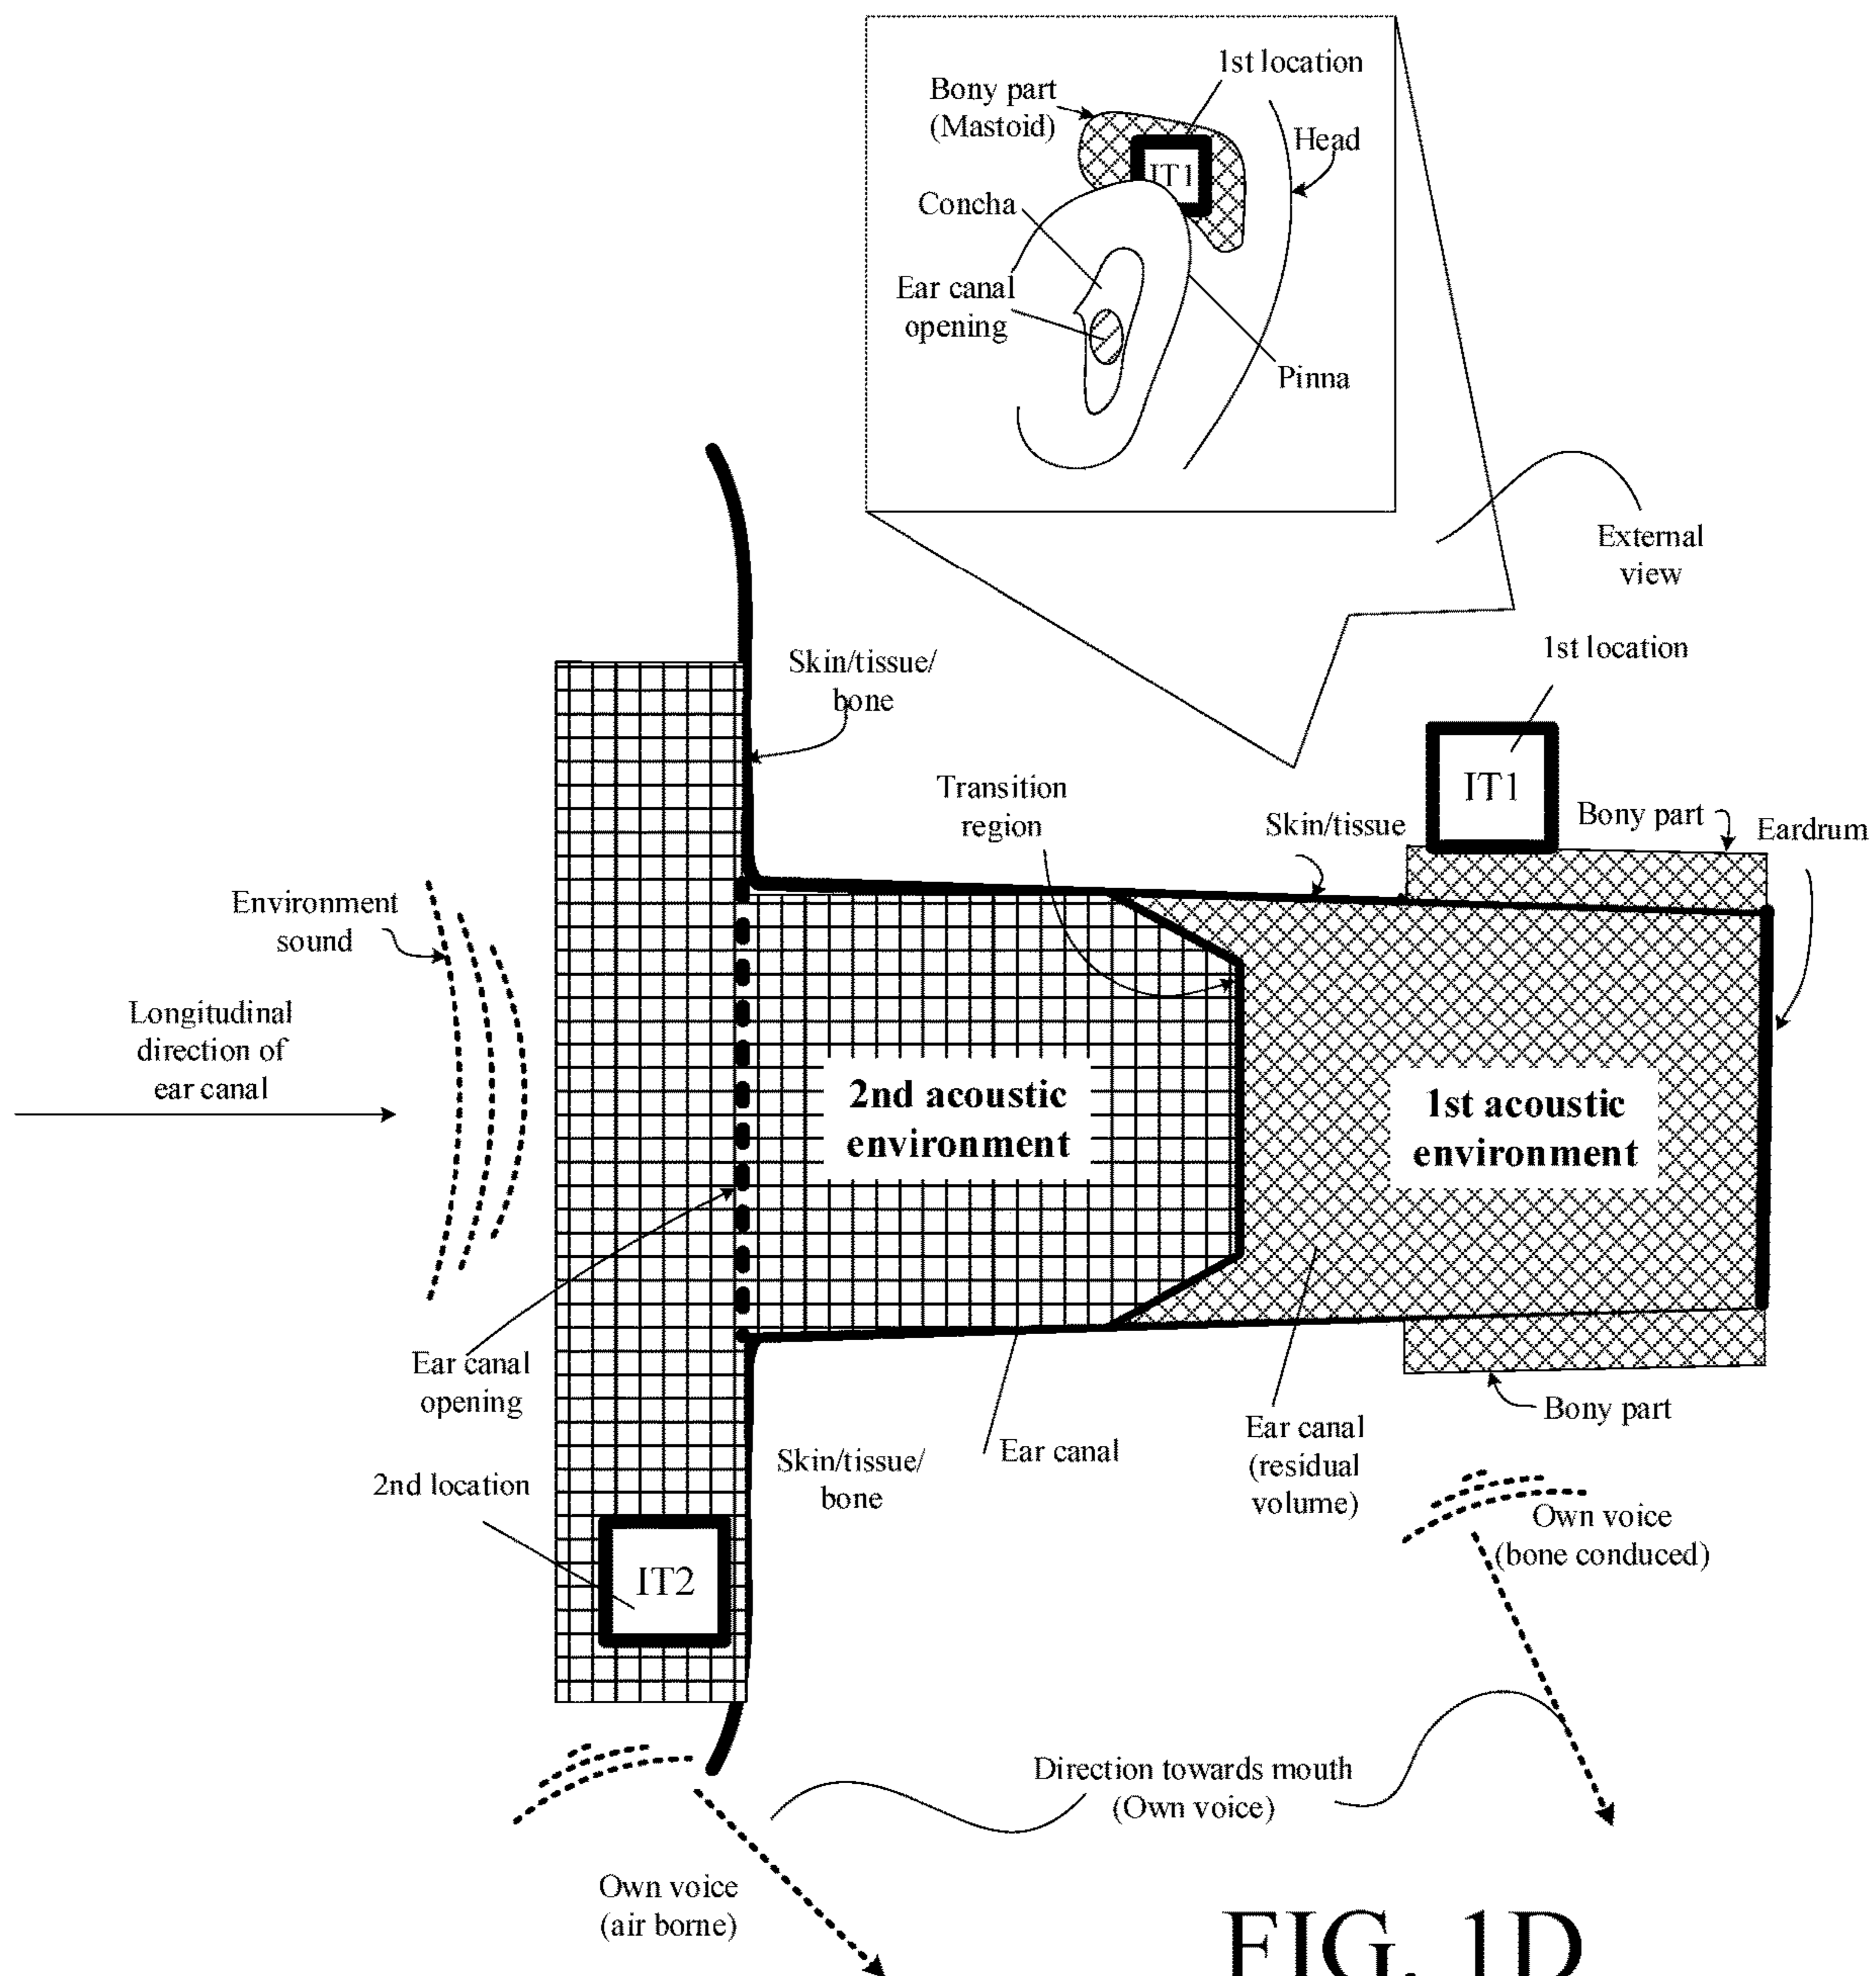 1st location
Bony part
(Mastoid)
Head
IT1
Concha
Ear canal
opening
Pinna
External
view
1st location
Skin/tissue/
bone
IT1
Transition
region
Skin/tissue
Bony part
Eardrum
Environment
sound
Longitudinal
direction of
ear canal
2nd acoustic
environment
1st acoustic
environment
Ear canal
opening
Bony part
Ear canal
(residual
volume)
Skin/tissue/
bone
Ear canal
2nd location
Own voice
(bone conduced)
IT2
Direction towards mouth
(Own voice)
Own voice
(air borne)
FIG. 1D